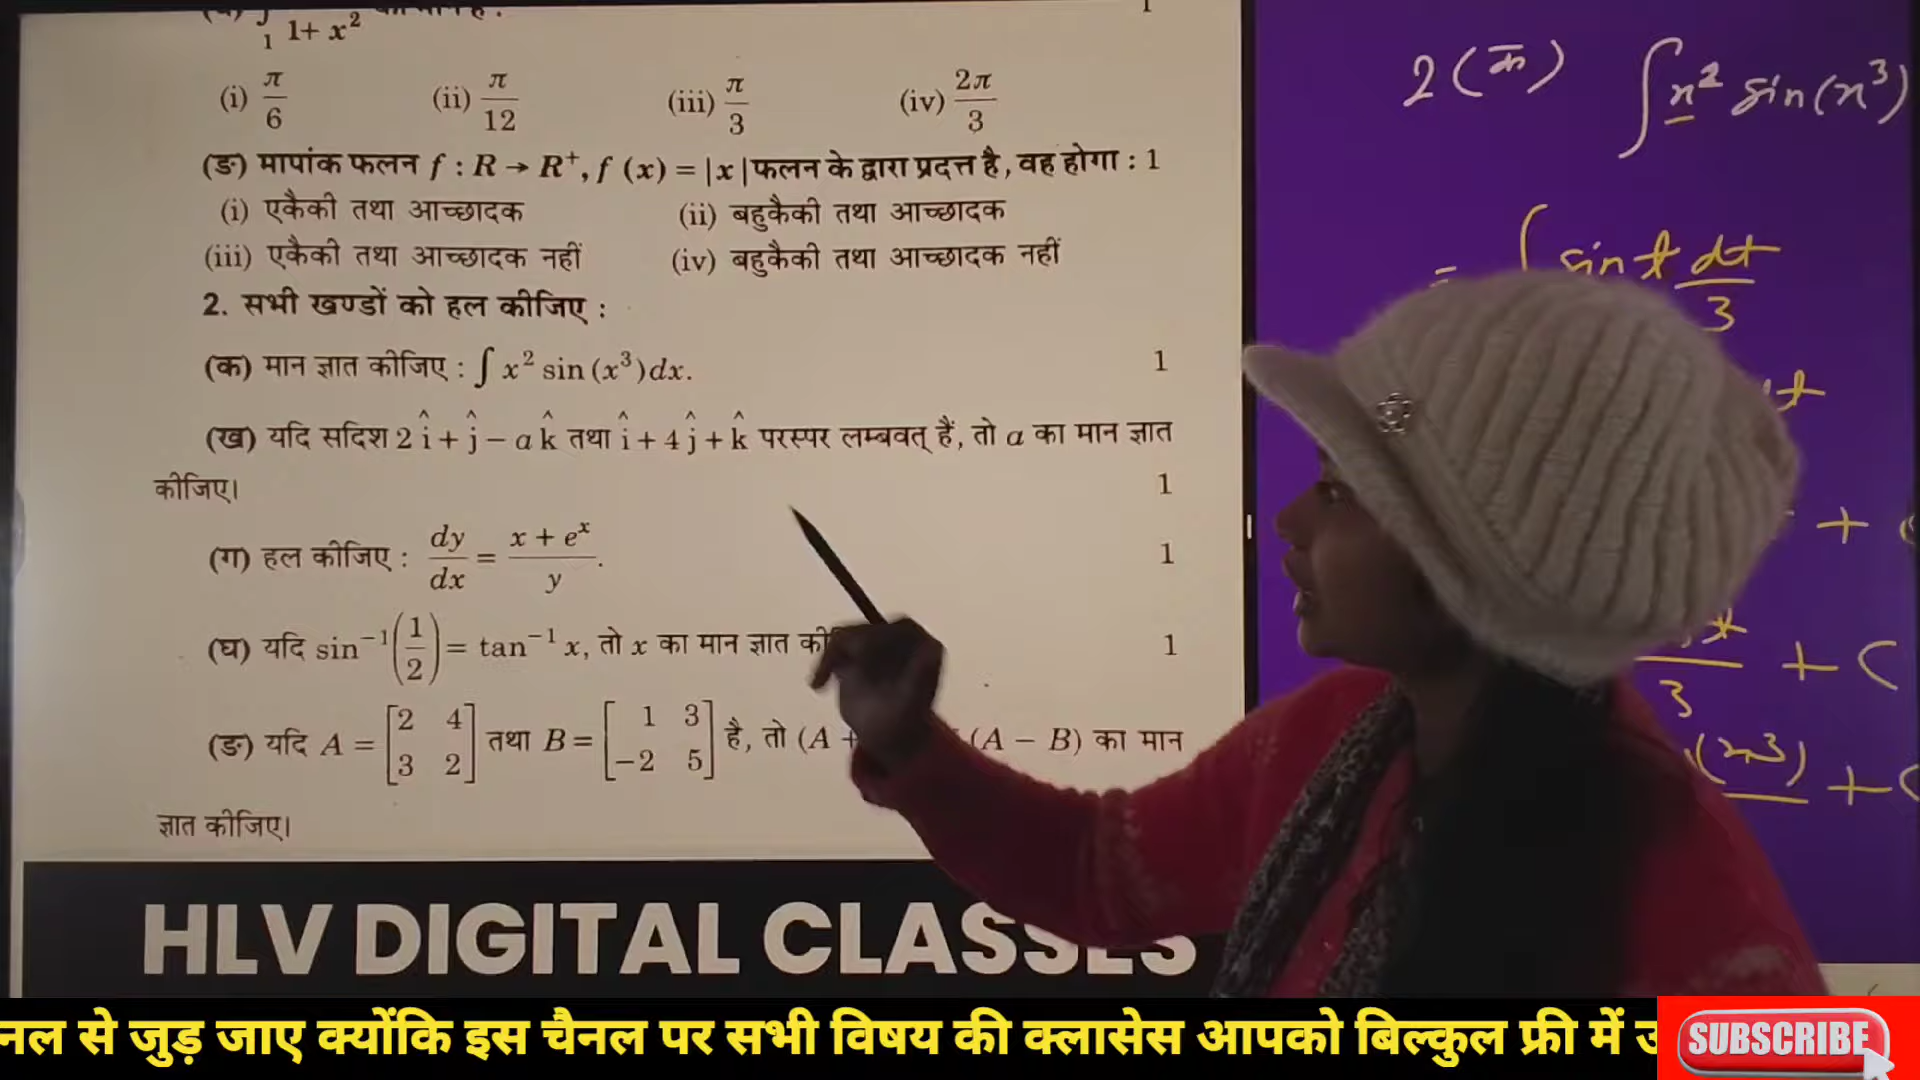 1+ x²
1
1
(i) π/6 (ii) π/12 (iii) π/3 (iv) 2π/3
(ङ) मापांक फलन f : R → R⁺, f (x) = |x| फलन के द्वारा प्रदत्त है, वह होगा : 1
(i) एकैकी तथा आच्छादक (ii) बहुकैकी तथा आच्छादक
(iii) एकैकी तथा आच्छादक नहीं (iv) बहुकैकी तथा आच्छादक नहीं
2. सभी खण्डों को हल कीजिए :
(क) मान ज्ञात कीजिए : ∫ x² sin (x³) dx. 1
(ख) यदि सदिश 2 î + ĵ − a k̂ तथा î + 4 ĵ + k̂ परस्पर लम्बवत् हैं, तो a का मान ज्ञात
कीजिए। 1
(ग) हल कीजिए : dy/dx = (x + eˣ)/y. 1
(घ) यदि sin⁻¹(1/2) = tan⁻¹ x, तो x का मान ज्ञात 1
(ङ) यदि A = [2 4; 3 2] तथा B = [1 3; −2 5] है, तो (A + (A − B) का मान
ज्ञात कीजिए।
2 (क) ∫x² sin(x³)
= ∫ sin t dt/3
+
3 + C
(x³) + C
HLV DIGITAL CLASSES
से जुड़ जाए क्योंकि इस चैनल पर सभी विषय की क्लासेस आपको बिल्कुल फ्री में
SUBSCRIBE